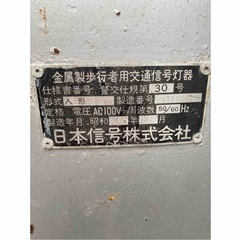 金属製歩行者用交通信号灯器
仕様書番号 警交仕規第30号
形式 人形 製造番号
定格 電圧AC100V 周波数50/60Hz
製造年月 昭和 年 月
日本信号株式会社